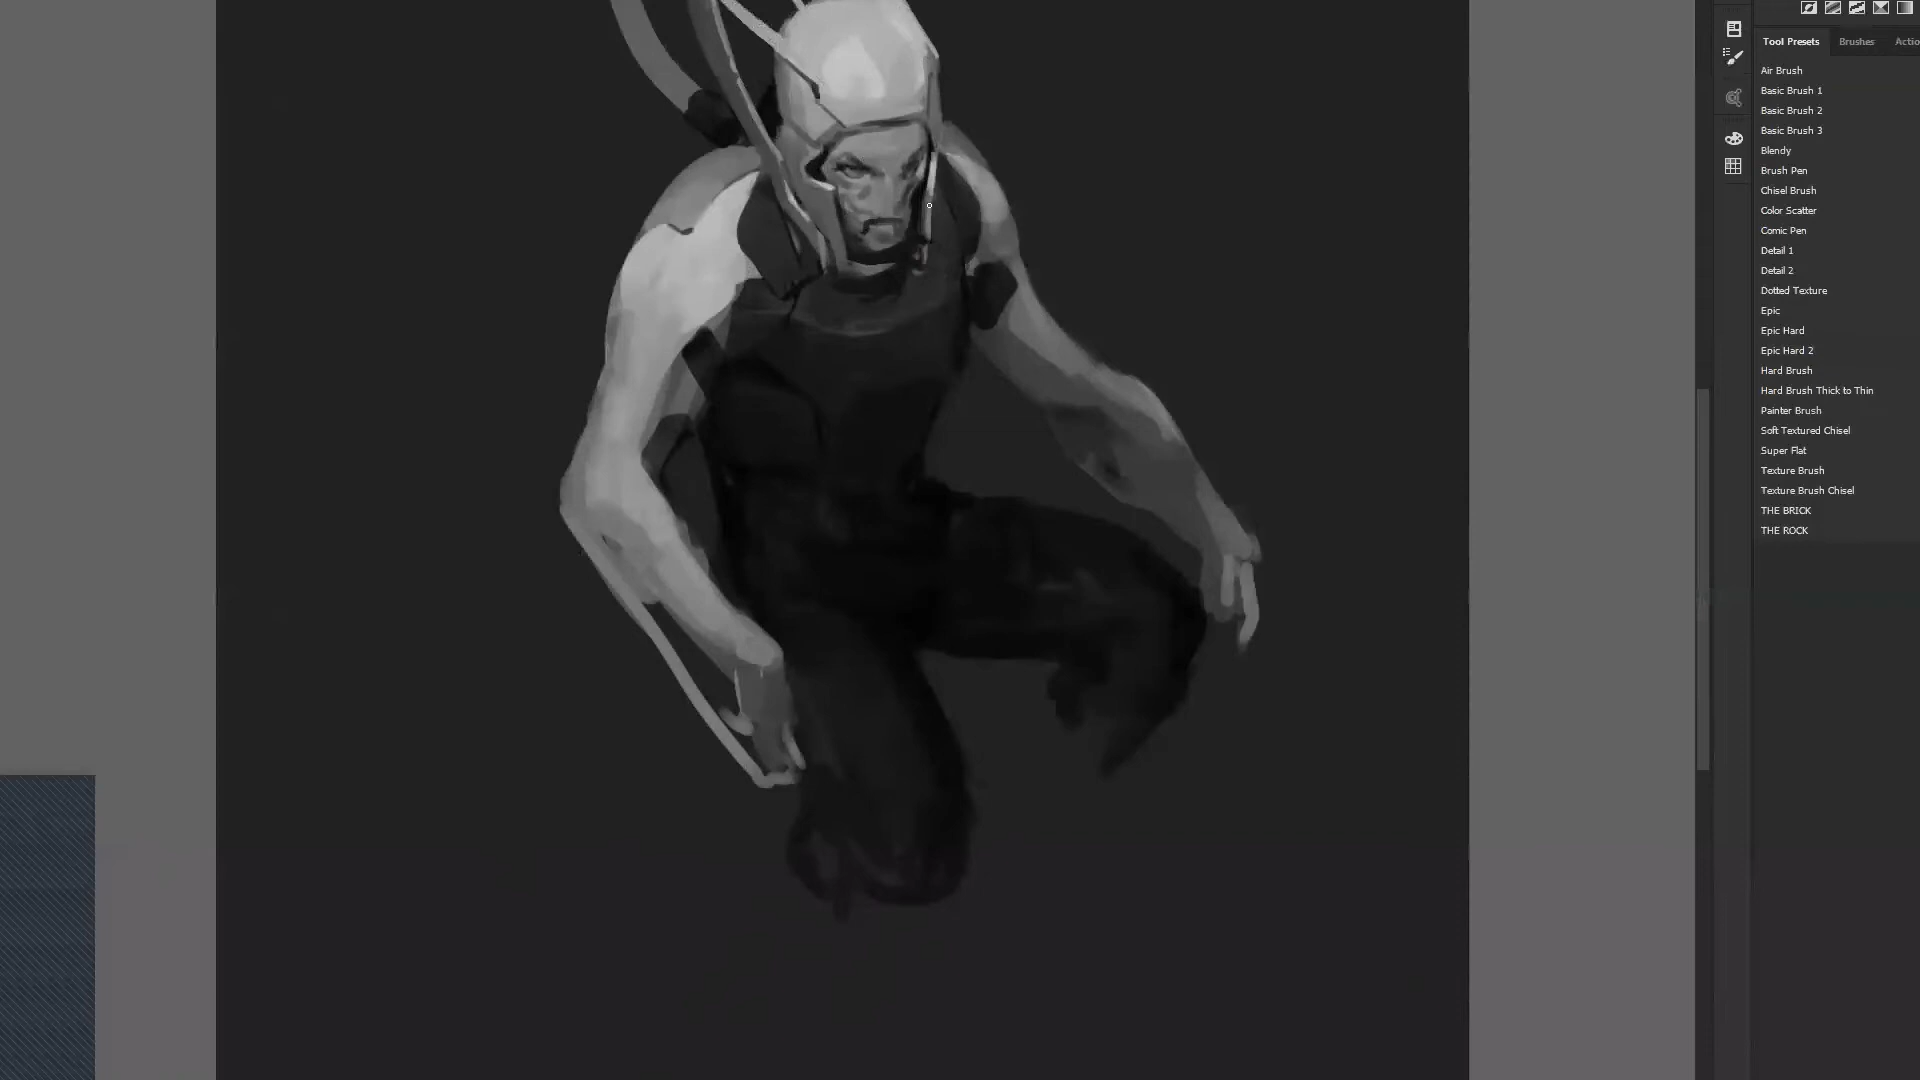 Tool Presets Brushes Actio
Air Brush
Basic Brush 1
Basic Brush 2
Basic Brush 3
Blendy
Brush Pen
Chisel Brush
Color Scatter
Comic Pen
Detail 1
Detail 2
Dotted Texture
Epic
Epic Hard
Epic Hard 2
Hard Brush
Hard Brush Thick to Thin
Painter Brush
Soft Textured Chisel
Super Flat
Texture Brush
Texture Brush Chisel
THE BRICK
THE ROCK